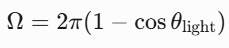 Ω = 2π(1 − cos θ_light)